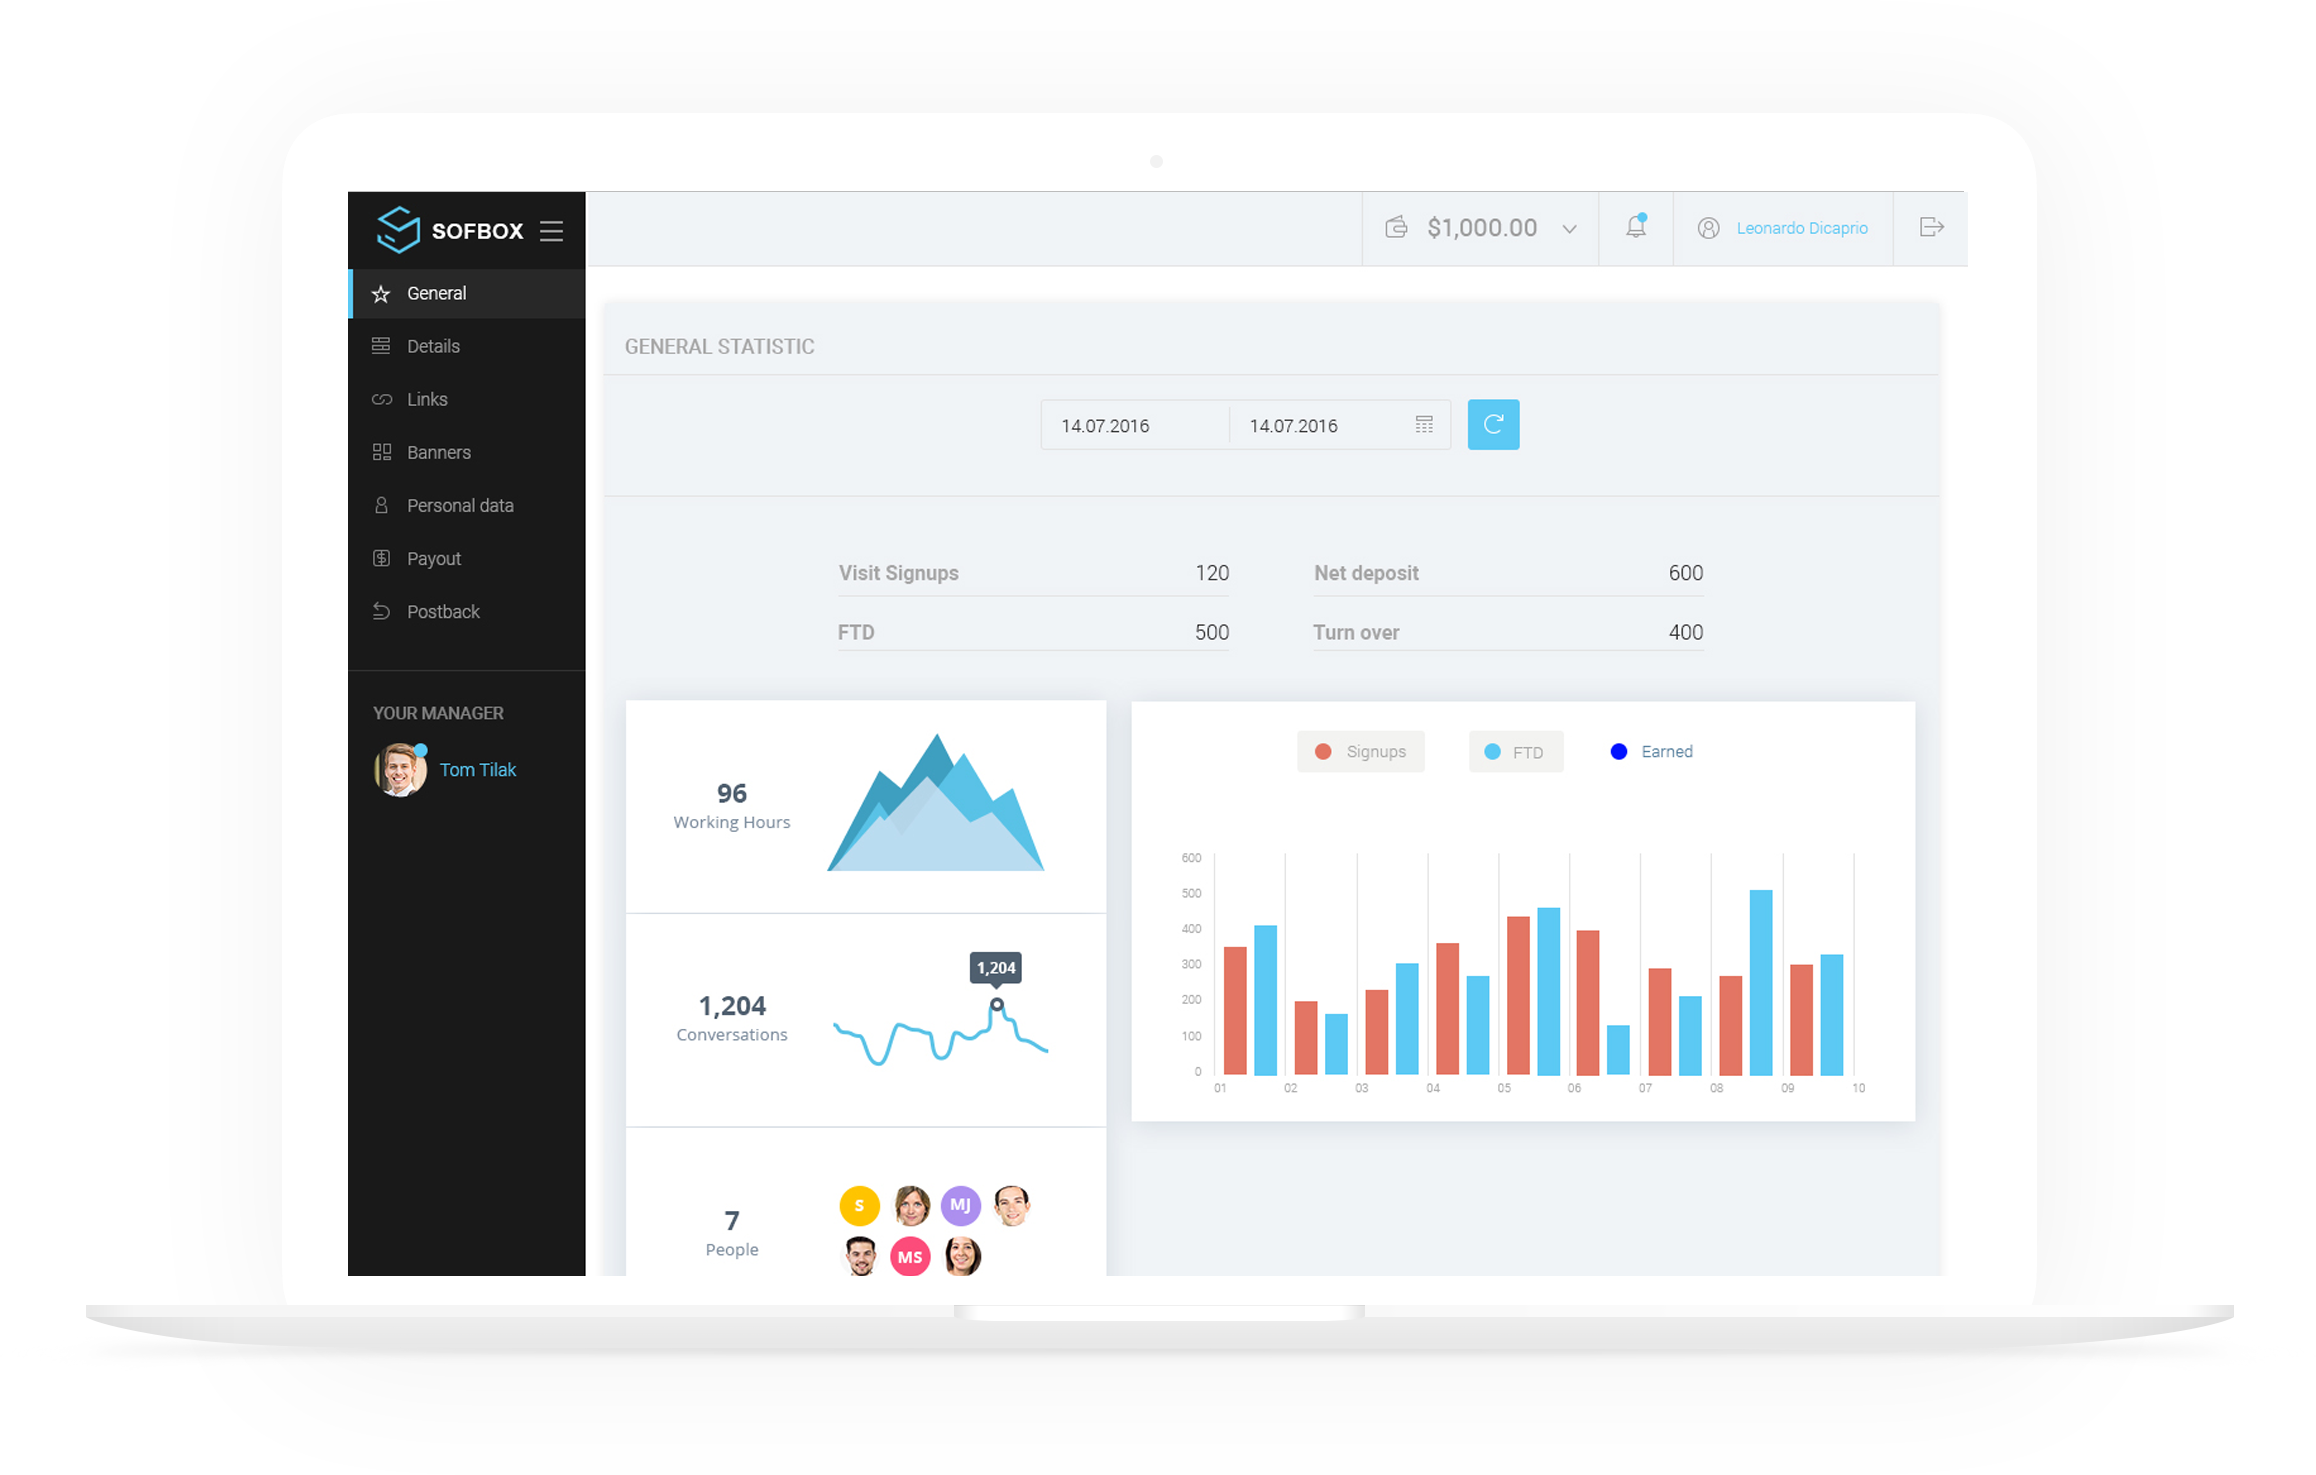 SOFBOX
$1,000.00
Leonardo Dicaprio
General
Details
Links
Banners
Personal data
Payout
Postback
YOUR MANAGER
Tom Tilak
GENERAL STATISTIC
14.07.2016 14.07.2016
Visit Signups 120
Net deposit 600
FTD 500
Turn over 400
96
Working Hours
1,204
1,204
Conversations
7
People
S
MJ
MS
Signups FTD Earned
600
500
400
300
200
100
0
01 02 03 04 05 06 07 08 09 10